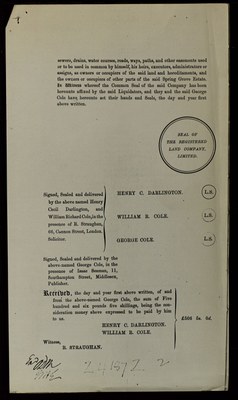 sewers, drains, water courses, roads, ways, paths, and other easements used
or to be used in common by himself, his heirs, executors, administrators or
assigns, as owners or occupiers of the said land and hereditaments, and
the owners or occupiers of other parts of the said Spring Grove Estate.
In Witness whereof the Common Seal of the said Company has been
hereunto affixed by the said Liquidators, and they and the said George
Cole have hereunto set their hands and Seals, the day and year first
above written.
SEAL OF
THE REGISTERED
LAND COMPANY,
LIMITED.
Signed, Sealed and delivered
by the above-named Henry
Cecil Darlington, and
William Richard Cole, in the
presence of R. Straughan,
Cannon Street, London,
Solicitor.
HENRY C. DARLINGTON.
L.S.
WILLIAM R. COLE.
L.S.
GEORGE COLE.
L.S.
Signed, Sealed and delivered by the
above-named George Cole, in the
presence of Isaac Seaman, 11,
Southampton Street, Middlesex,
Publisher.
Received, the day and year first above written, of and
from the above-named George Cole, the sum of Five
hundred and six pounds five shillings, being the con-
sideration money above expressed to be paid by him
to us.
£506 5s. 0d.
HENRY C. DARLINGTON.
WILLIAM R. COLE.
Witness,
R. STRAUGHAN.